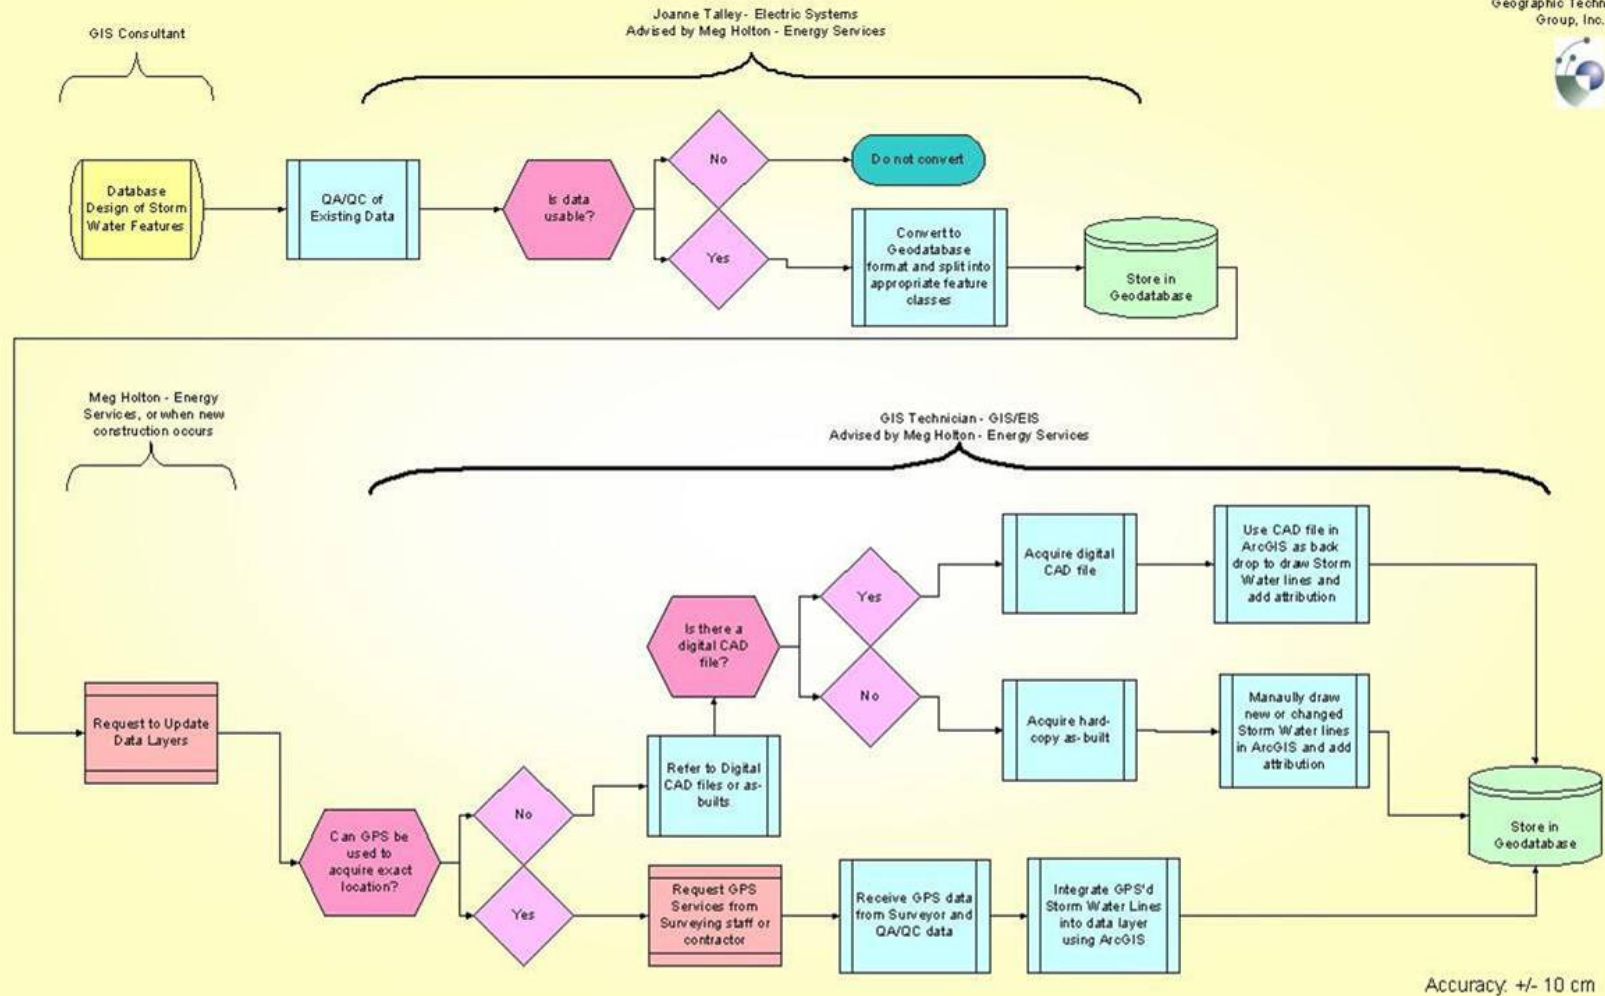 Geographic Techn
Group, Inc.
GIS Consultant
Joanne Talley - Electric Systems
Advised by Meg Holton - Energy Services
Database
Design of Storm
Water Features
QA/QC of
Existing Data
Is data
usable?
No
Do not convert
Yes
Convert to
Geodatabase
format and split into
appropriate feature
classes
Store in
Geodatabase
Meg Holton - Energy
Services, or when new
construction occurs
GIS Technician - GIS/EIS
Advised by Meg Holton - Energy Services
Request to Update
Data Layers
Can GPS be
used to
acquire exact
location?
No
Refer to Digital
CAD files or as-
builts
Is there a
digital CAD
file?
Yes
Acquire digital
CAD file
Use CAD file in
ArcGIS as back
drop to draw Storm
Water lines and
add attribution
No
Acquire hard-
copy as-built
Manaully draw
new or changed
Storm Water lines
in ArcGIS and add
attribution
Yes
Request GPS
Services from
Surveying staff or
contractor
Receive GPS data
from Surveyor and
QA/QC data
Integrate GPS'd
Storm Water Lines
into data layer
using ArcGIS
Store in
Geodatabase
Accuracy: +/- 10 cm